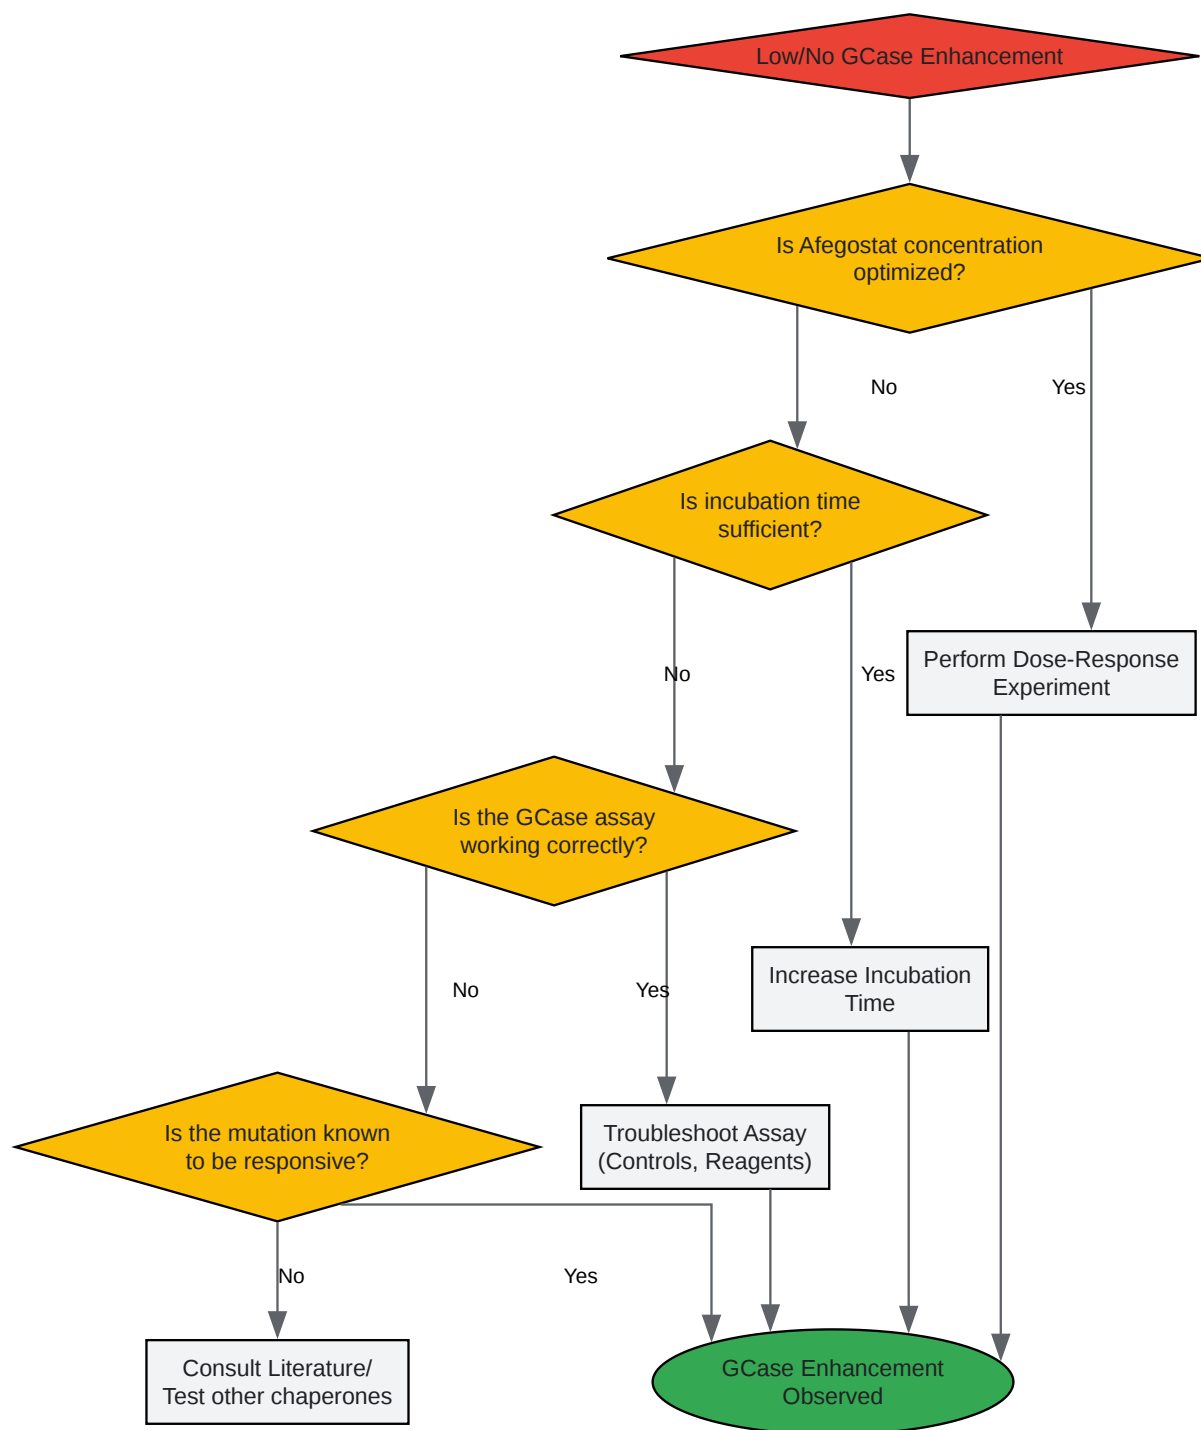 Low/No GCase Enhancement
Is Afegostat concentration
optimized?
No
Yes
Is incubation time
sufficient?
No
Yes
Perform Dose-Response
Experiment
Is the GCase assay
working correctly?
No
Yes
Increase Incubation
Time
Is the mutation known
to be responsive?
Troubleshoot Assay
(Controls, Reagents)
No
Yes
Consult Literature/
Test other chaperones
GCase Enhancement
Observed